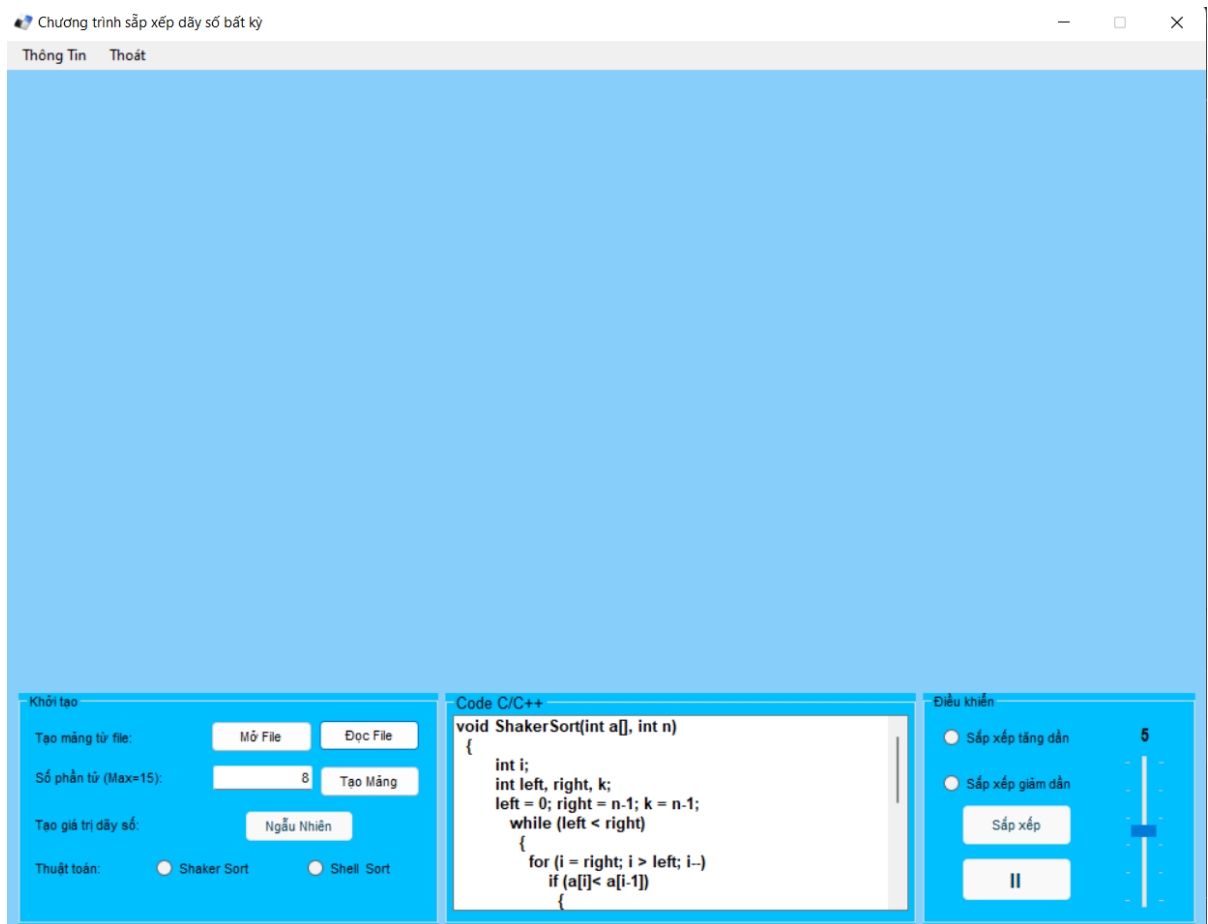 Chương trình sắp xếp dãy số bất kỳ
Thông Tin Thoát
Khởi tạo
Tạo mảng từ file: Mở File Đọc File
Số phần tử (Max=15): 8 Tạo Mảng
Tạo giá trị dãy số: Ngẫu Nhiên
Thuật toán: Shaker Sort Shell Sort
Code C/C++
void ShakerSort(int a[], int n)
{
int i;
int left, right, k;
left = 0; right = n-1; k = n-1;
while (left < right)
{
for (i = right; i > left; i--)
if (a[i]< a[i-1])
{
Điều khiển
Sắp xếp tăng dần 5
Sắp xếp giảm dần
Sắp xếp